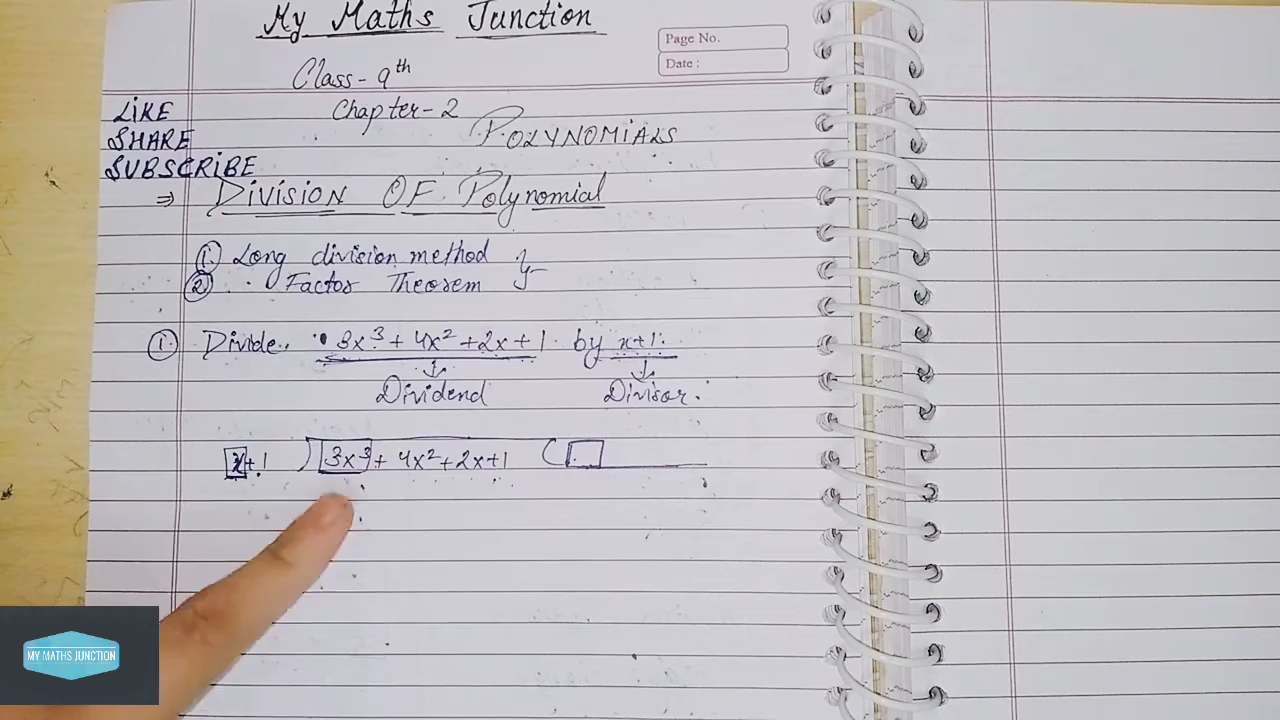 My Maths Junction
Page No.
Date :
Class-9th
Chapter-2
POLYNOMIALS
LIKE
SHARE
SUBSCRIBE
⇒ DIVISION OF Polynomial
① Long division method
② Factor Theorem
① Divide. 3x³ + 4x² + 2x + 1 by x+1.
Dividend
Divisor.
x+1 ) 3x³ + 4x² + 2x + 1 (
MY MATHS JUNCTION